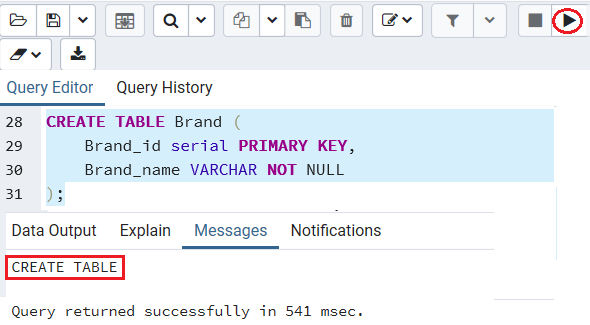 Query Editor Query History
28 CREATE TABLE Brand (
29 Brand_id serial PRIMARY KEY,
30 Brand_name VARCHAR NOT NULL
31 );
Data Output Explain Messages Notifications
CREATE TABLE
Query returned successfully in 541 msec.